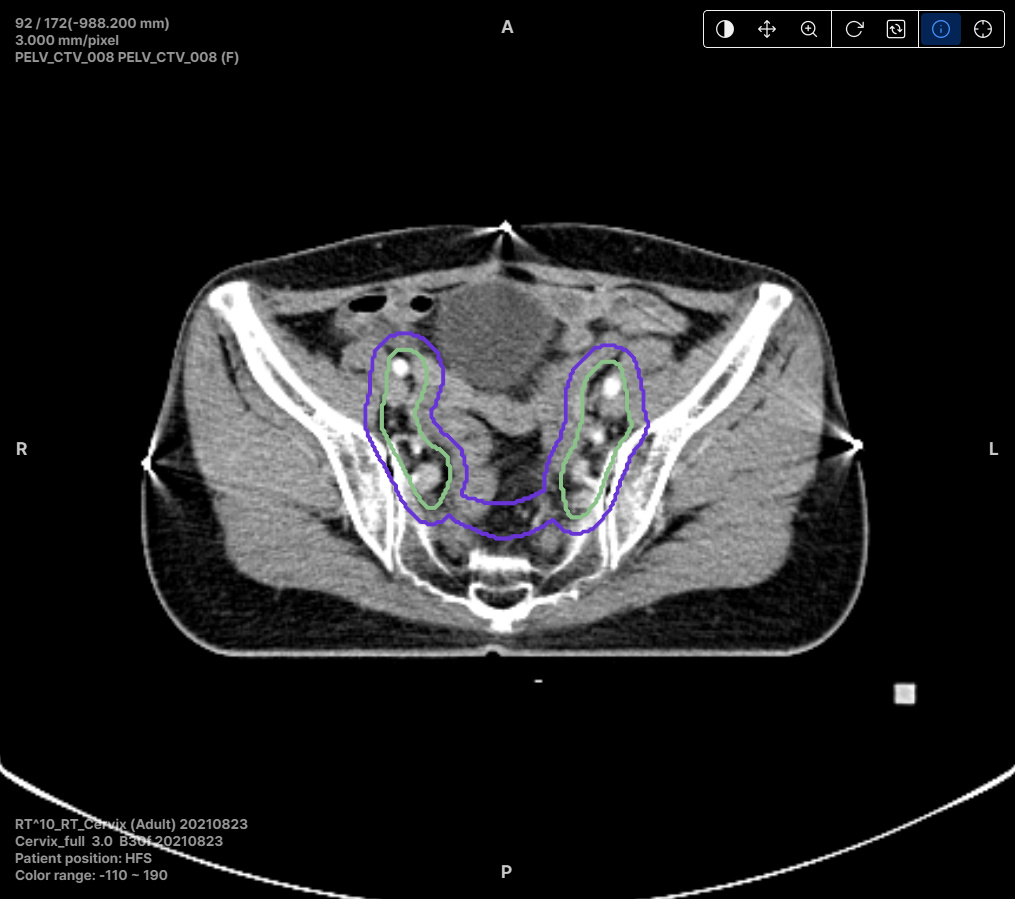 92 / 172(-988.200 mm)
3.000 mm/pixel
PELV_CTV_008 PELV_CTV_008 (F)
A
R
L
RT^10_RT_Cervix (Adult) 20210823
Cervix_full 3.0 B30f 20210823
Patient position: HFS
Color range: -110 ~ 190
P